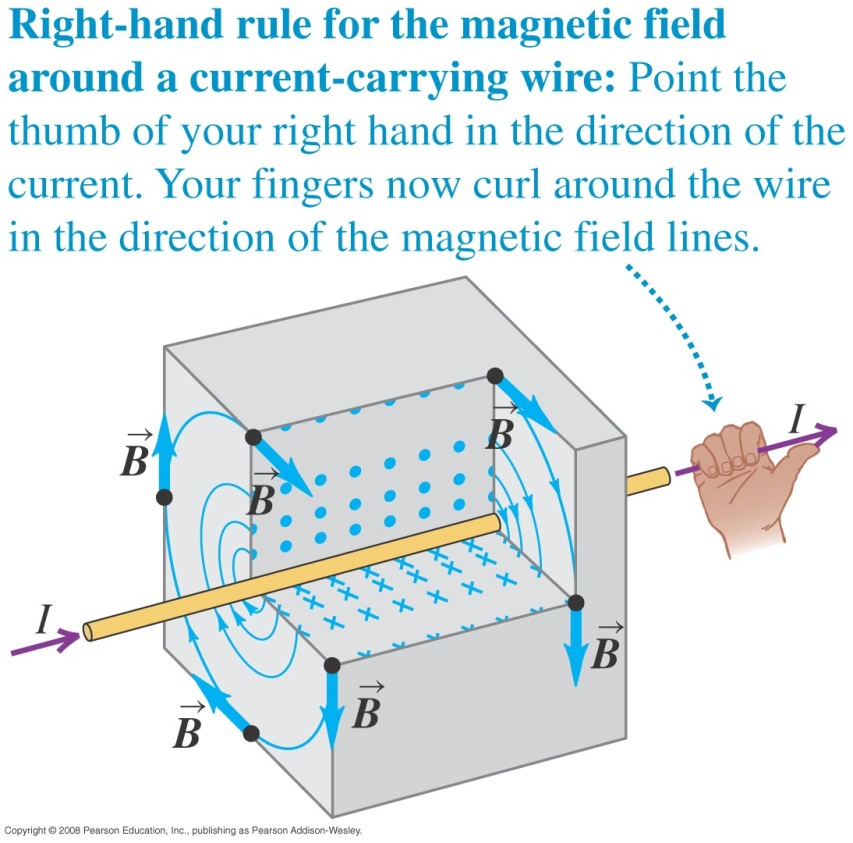 Right-hand rule for the magnetic field
around a current-carrying wire: Point the
thumb of your right hand in the direction of the
current. Your fingers now curl around the wire
in the direction of the magnetic field lines.
I
B⃗
B⃗
B⃗
I
B⃗
B⃗
B⃗
Copyright © 2008 Pearson Education, Inc., publishing as Pearson Addison-Wesley.